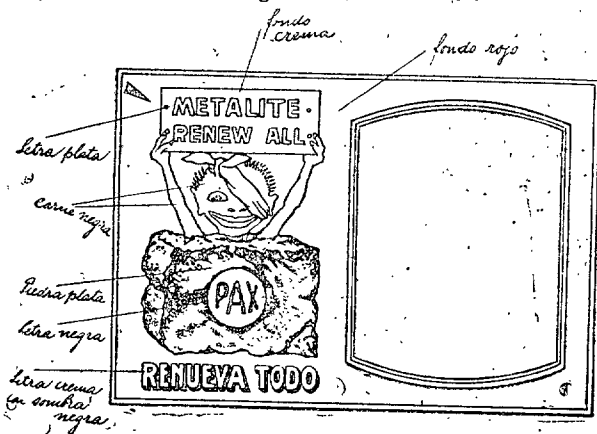 fondo
crema
fondo rojo
METALITE
RENEW ALL
Letra plata
carne negra
Piedra plata
PAX
Letra negra
Letra crema
con sombra
negra
RENUEVA TODO